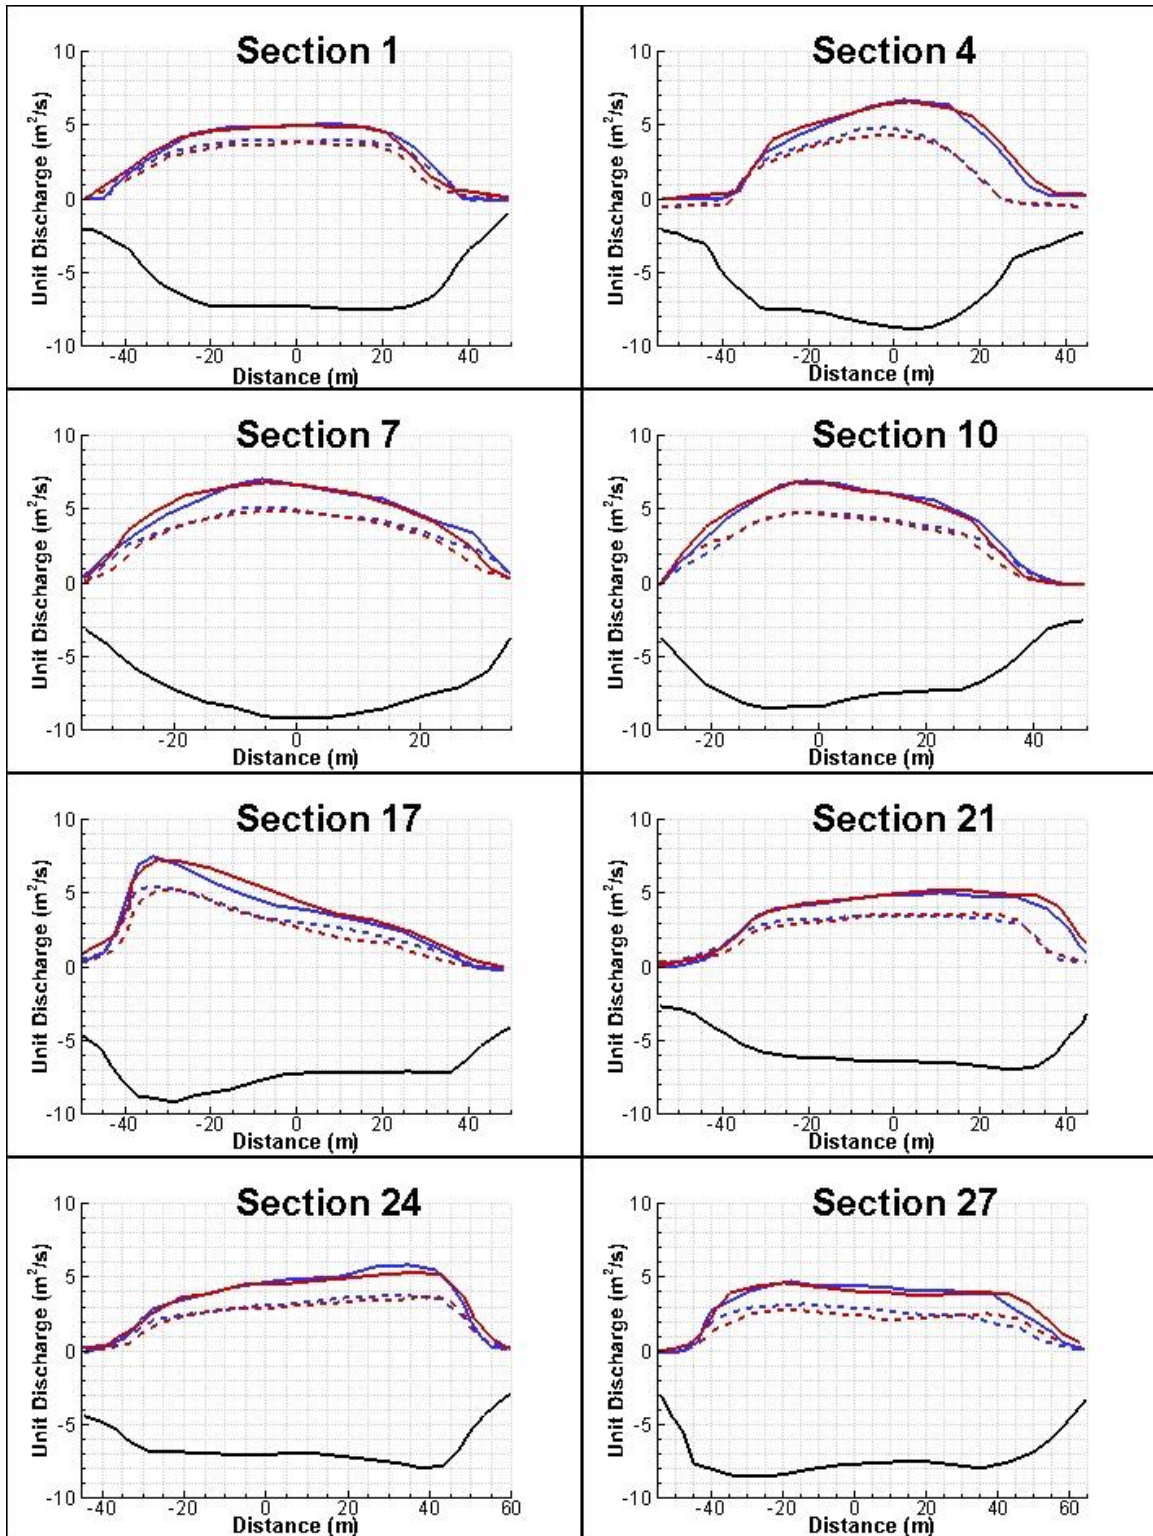 Section 1
Unit Discharge (m²/s)
10
5
0
-5
-10
-40 -20 0 20 40
Distance (m)
Section 4
Unit Discharge (m²/s)
10
5
0
-5
-10
-40 -20 0 20 40
Distance (m)
Section 7
Unit Discharge (m²/s)
10
5
0
-5
-10
-20 0 20
Distance (m)
Section 10
Unit Discharge (m²/s)
10
5
0
-5
-10
-20 0 20 40
Distance (m)
Section 17
Unit Discharge (m²/s)
10
5
0
-5
-10
-40 -20 0 20 40
Distance (m)
Section 21
Unit Discharge (m²/s)
10
5
0
-5
-10
-40 -20 0 20 40
Distance (m)
Section 24
Unit Discharge (m²/s)
10
5
0
-5
-10
-40 -20 0 20 40 60
Distance (m)
Section 27
Unit Discharge (m²/s)
10
5
0
-5
-10
-40 -20 0 20 40 60
Distance (m)